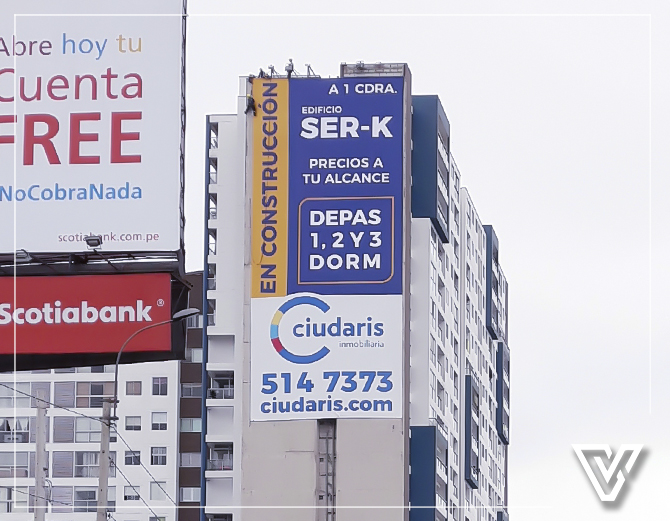 Abre hoy tu
Cuenta
FREE
NoCobraNada
scotiabank.com.pe
Scotiabank®
EN CONSTRUCCIÓN
A 1 CDRA.
EDIFICIO
SER-K
PRECIOS A
TU ALCANCE
DEPAS
1, 2 Y 3
DORM
ciudaris
inmobiliaria
514 7373
ciudaris.com